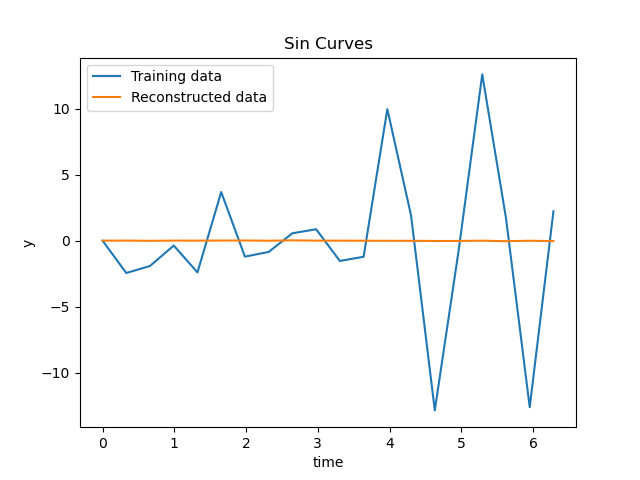 Sin Curves
Training data
Reconstructed data
10
5
0
−5
−10
y
0 1 2 3 4 5 6
time